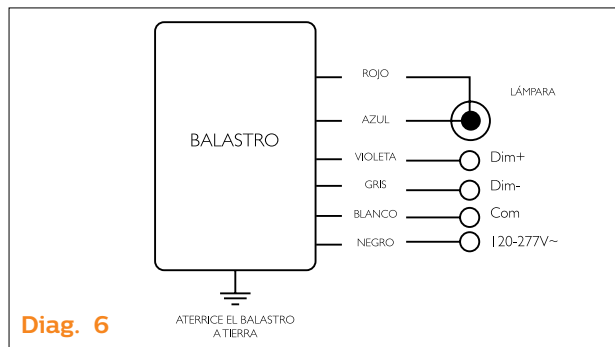 ROJO
LÁMPARA
AZUL
BALASTRO
VIOLETA Dim+
GRIS Dim-
BLANCO Com
NEGRO 120-277V~
ATERRICE EL BALASTRO
A TIERRA
Diag. 6